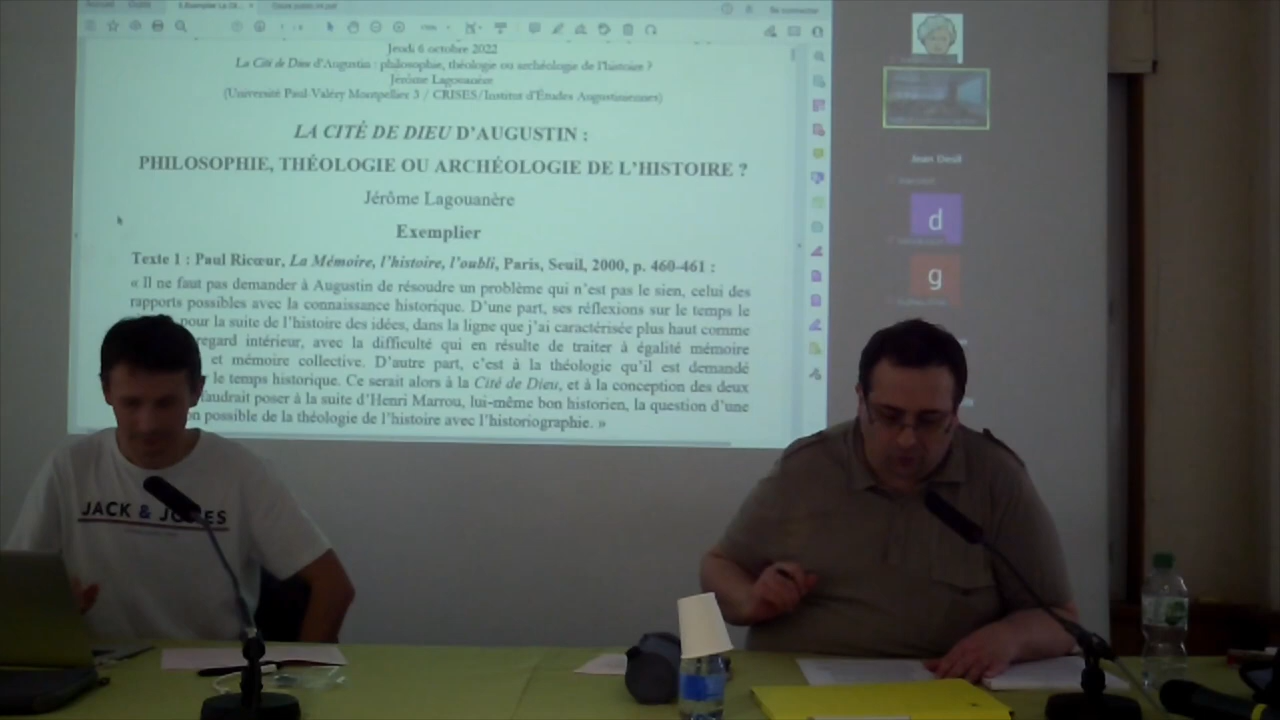 Jeudi 6 octobre 2022
La Cité de Dieu d'Augustin : philosophie, théologie ou archéologie de l'histoire ?
Jérôme Lagouanère
(Université Paul-Valéry Montpellier 3 / CRISES/Institut d'Études Augustiniennes)
LA CITÉ DE DIEU D'AUGUSTIN :
PHILOSOPHIE, THÉOLOGIE OU ARCHÉOLOGIE DE L'HISTOIRE ?
Jérôme Lagouanère
Exemplier
Texte 1 : Paul Ricœur, La Mémoire, l'histoire, l'oubli, Paris, Seuil, 2000, p. 460-461 :
« Il ne faut pas demander à Augustin de résoudre un problème qui n'est pas le sien, celui des
rapports possibles avec la connaissance historique. D'une part, ses réflexions sur le temps le
pour la suite de l'histoire des idées, dans la ligne que j'ai caractérisée plus haut comme
regard intérieur, avec la difficulté qui en résulte de traiter à égalité mémoire
et mémoire collective. D'autre part, c'est à la théologie qu'il est demandé
le temps historique. Ce serait alors à la Cité de Dieu, et à la conception des deux
faudrait poser à la suite d'Henri Marrou, lui-même bon historien, la question d'une
possible de la théologie de l'histoire avec l'historiographie. »
d
g
JACK & JONES